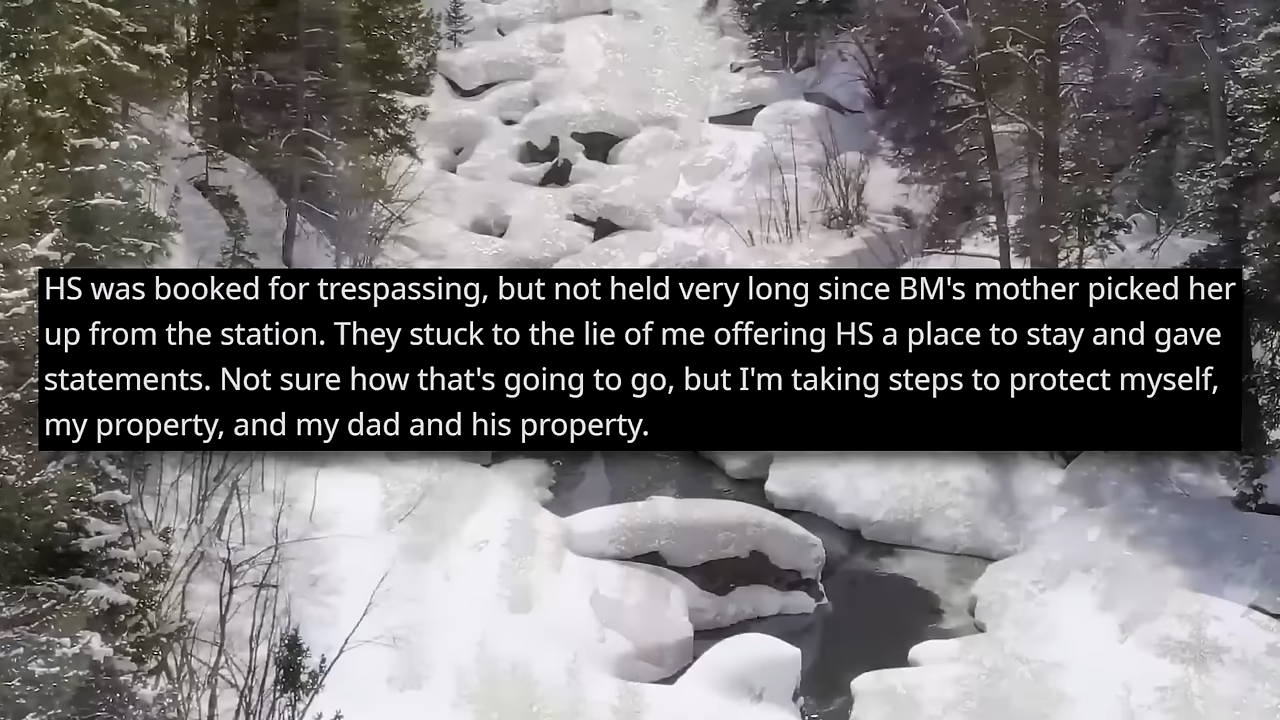 HS was booked for trespassing, but not held very long since BM's mother picked her
up from the station. They stuck to the lie of me offering HS a place to stay and gave
statements. Not sure how that's going to go, but I'm taking steps to protect myself,
my property, and my dad and his property.